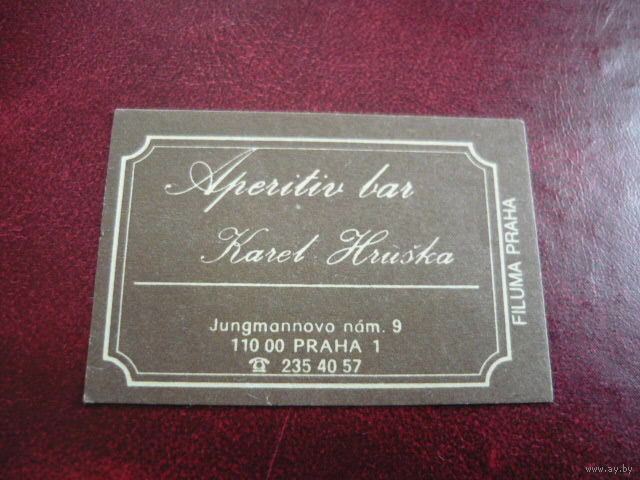 Aperitiv bar
Karel Hruška
Jungmannovo nám. 9
110 00 PRAHA 1
☎ 235 40 57
FILUMA PRAHA
www.ay.by